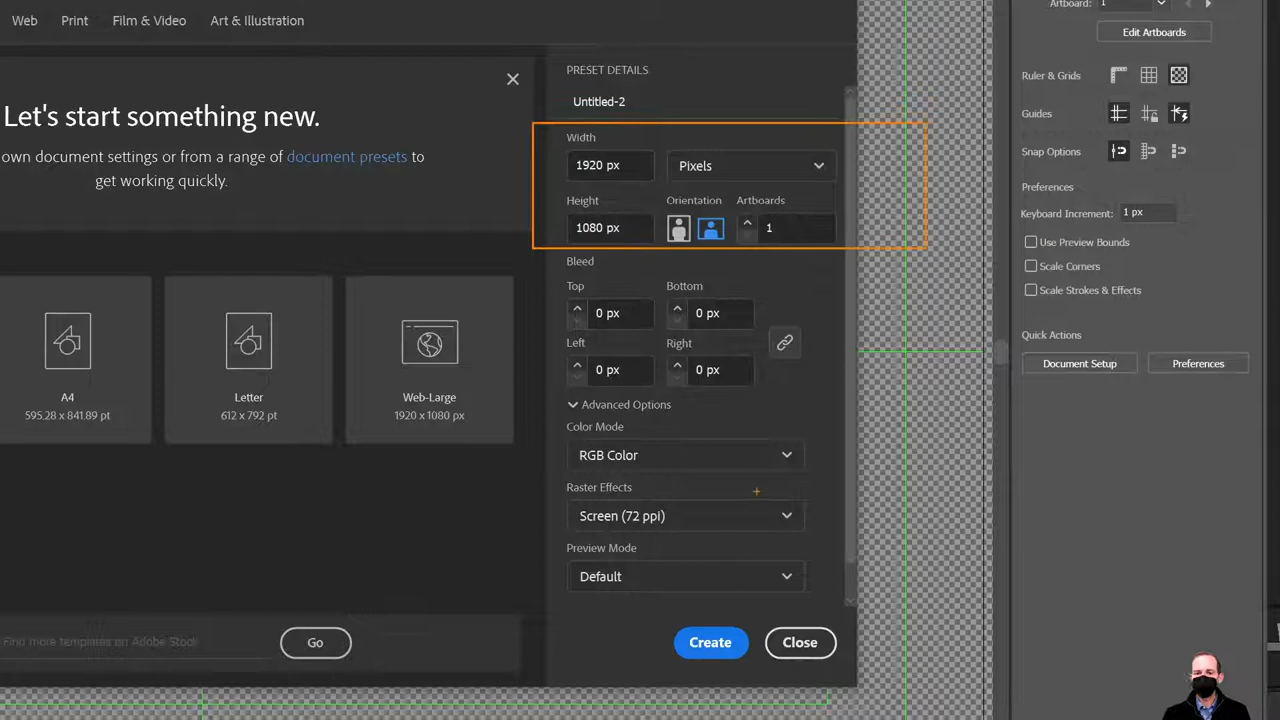 Web Print Film & Video Art & Illustration
Let's start something new.
own document settings or from a range of document presets to
get working quickly.
A4
595.28 x 841.89 pt
Letter
612 x 792 pt
Web-Large
1920 x 1080 px
Find more templates on Adobe Stock
Go
PRESET DETAILS
Untitled-2
Width
1920 px Pixels
Height Orientation Artboards
1080 px 1
Bleed
Top Bottom
0 px 0 px
Left Right
0 px 0 px
Advanced Options
Color Mode
RGB Color
Raster Effects
Screen (72 ppi)
Preview Mode
Default
Create Close
Artboard: 1
Edit Artboards
Ruler & Grids
Guides
Snap Options
Preferences
Keyboard Increment: 1 px
Use Preview Bounds
Scale Corners
Scale Strokes & Effects
Quick Actions
Document Setup Preferences